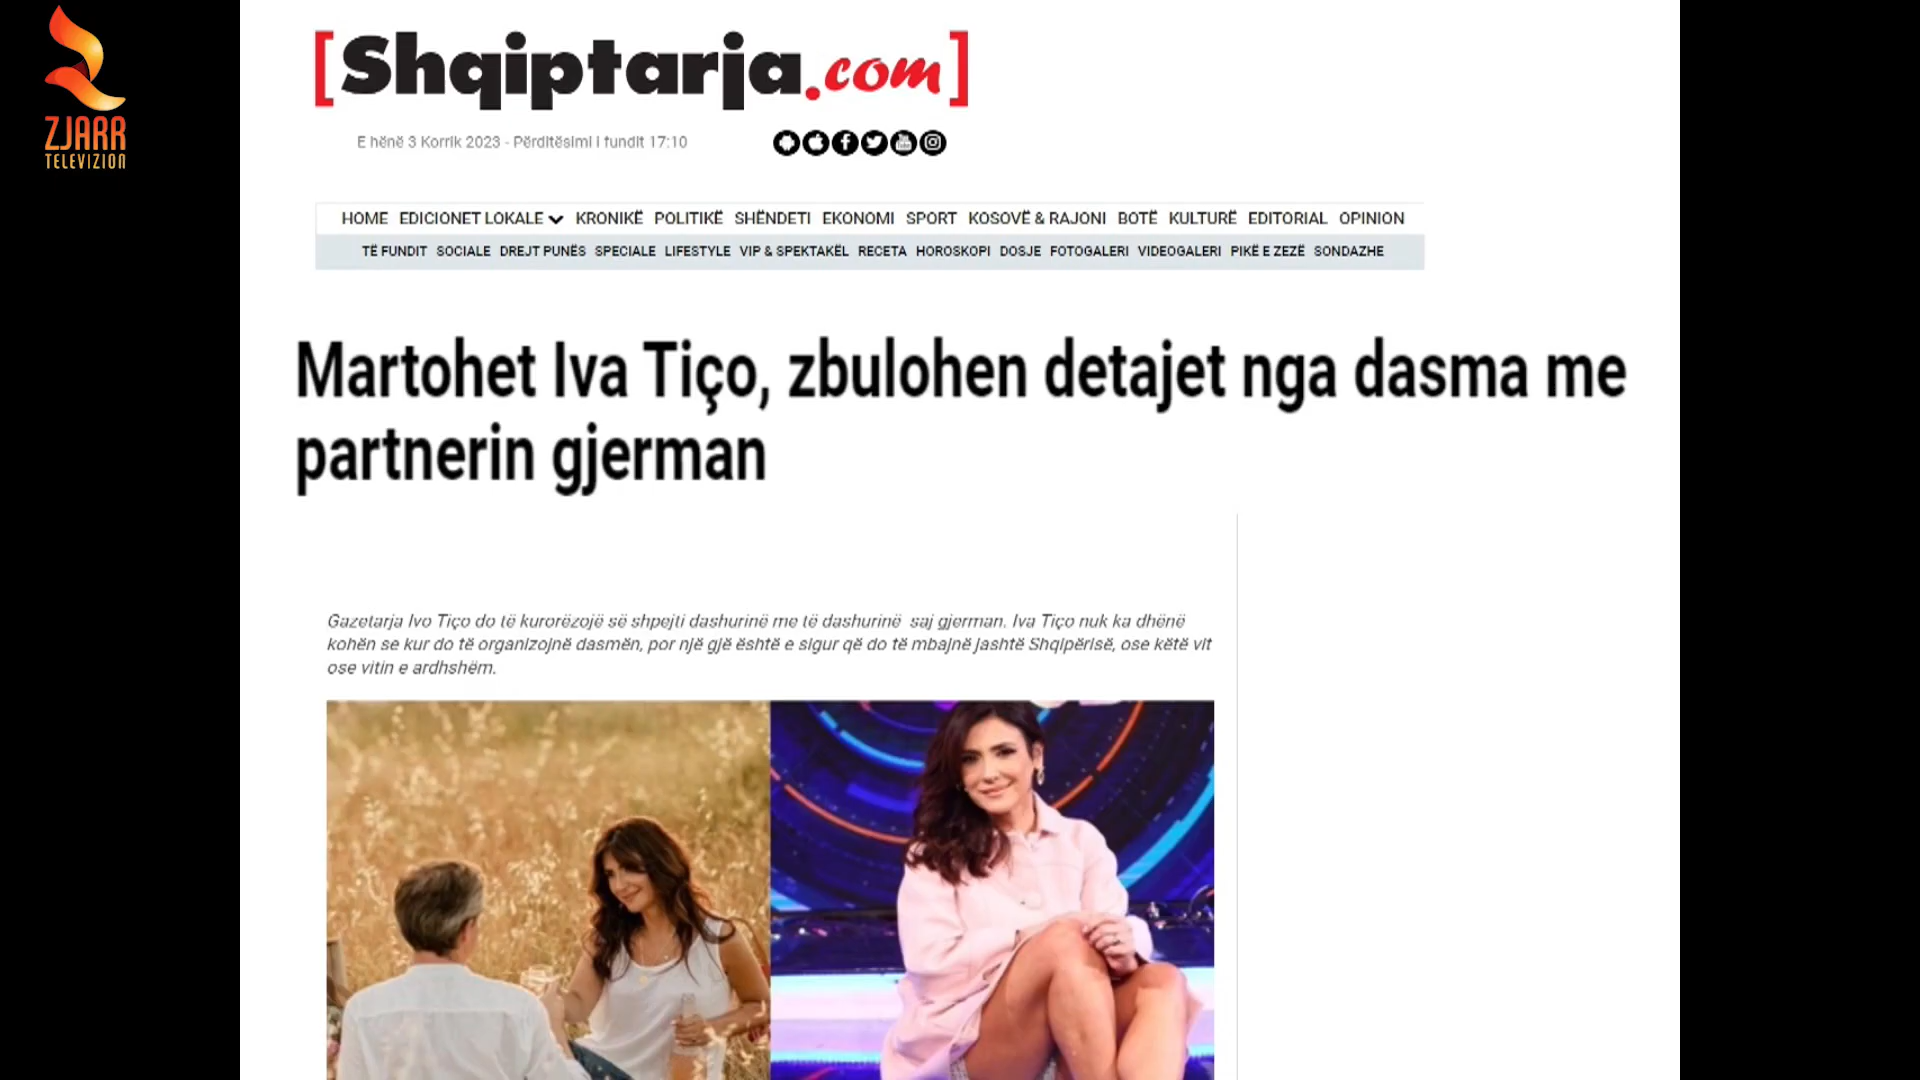 ZJARR
TELEVIZION
[Shqiptarja.com]
E hënë 3 Korrik 2023 - Përditësimi i fundit 17:10
HOME EDICIONET LOKALE KRONIKË POLITIKË SHËNDETI EKONOMI SPORT KOSOVË & RAJONI BOTË KULTURË EDITORIAL OPINION
TË FUNDIT SOCIALE DREJT PUNËS SPECIALE LIFESTYLE VIP & SPEKTAKËL RECETA HOROSKOPI DOSJE FOTOGALERI VIDEOGALERI PIKË E ZEZË SONDAZHE
Martohet Iva Tiço, zbulohen detajet nga dasma me
partnerin gjerman
Gazetarja Ivo Tiço do të kurorëzojë së shpejti dashurinë me të dashurinë saj gjerman. Iva Tiço nuk ka dhënë
kohën se kur do të organizojnë dasmën, por një gjë është e sigur që do të mbajnë jashtë Shqipërisë, ose këtë vit
ose vitin e ardhshëm.